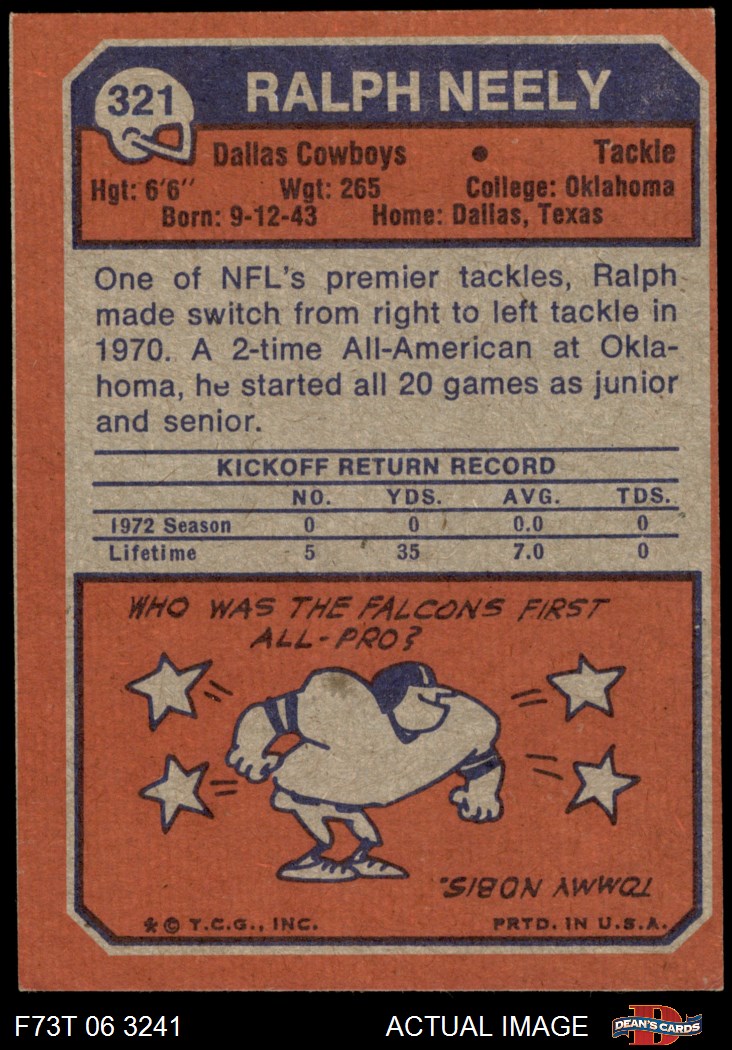 321
RALPH NEELY
Dallas Cowboys • Tackle
Hgt: 6'6" Wgt: 265 College: Oklahoma
Born: 9-12-43 Home: Dallas, Texas
One of NFL's premier tackles, Ralph
made switch from right to left tackle in
1970. A 2-time All-American at Okla-
homa, he started all 20 games as junior
and senior.
KICKOFF RETURN RECORD
NO. YDS. AVG. TDS.
1972 Season 0 0 0.0 0
Lifetime 5 35 7.0 0
WHO WAS THE FALCONS FIRST
ALL-PRO?
TOMMY NOBIS.
* © T.C.G., INC. PRTD. IN U.S.A.
F73T 06 3241 ACTUAL IMAGE
D
DEAN'S CARDS